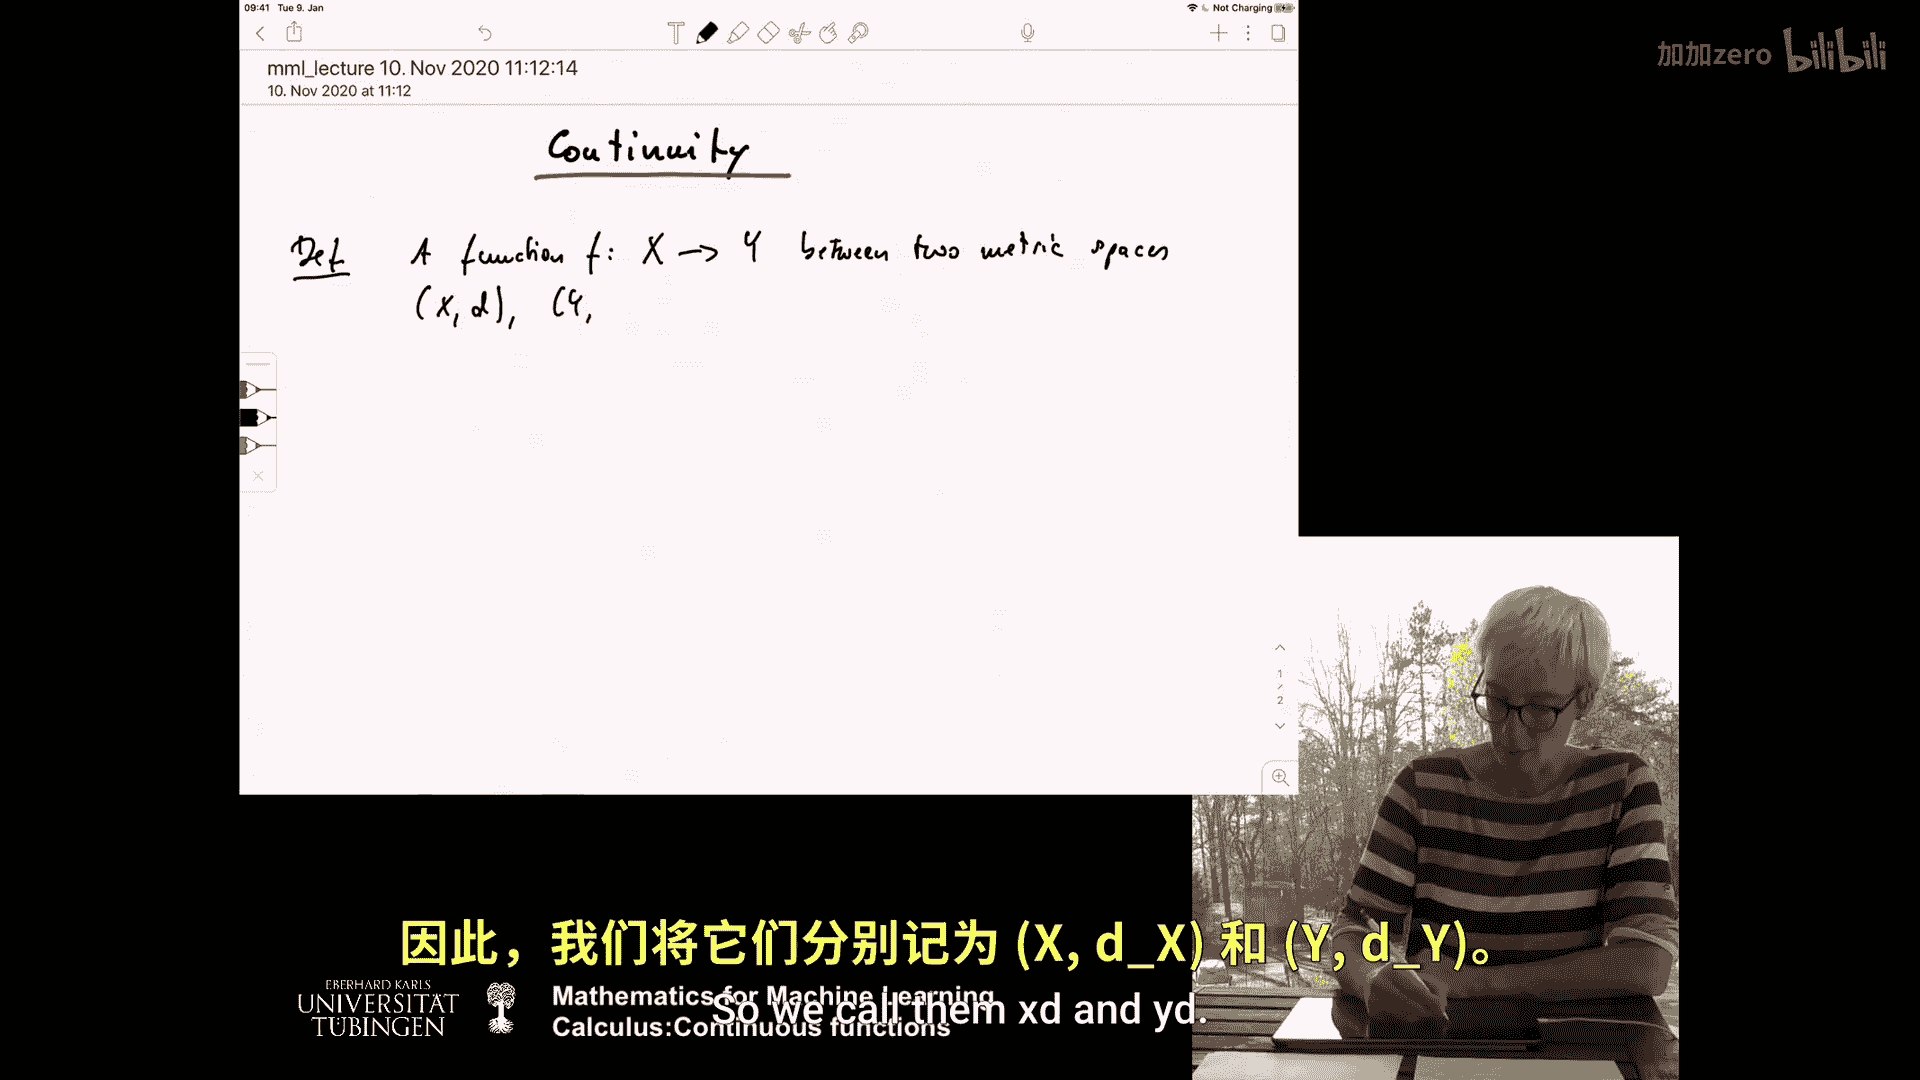 09:41 Tue 9. Jan
Not Charging
mml_lecture 10. Nov 2020 11:12:14
10. Nov 2020 at 11:12
加加zero bilibili
Continuity
Def A function f: X → Y between two metric spaces
(X, d), (Y,
1
2
因此，我们将它们分别记为 (X, d_X) 和 (Y, d_Y)。
So we call them xd and yd.
EBERHARD KARLS
UNIVERSITÄT
TÜBINGEN
Mathematics for Machine Learning
Calculus:Continuous functions